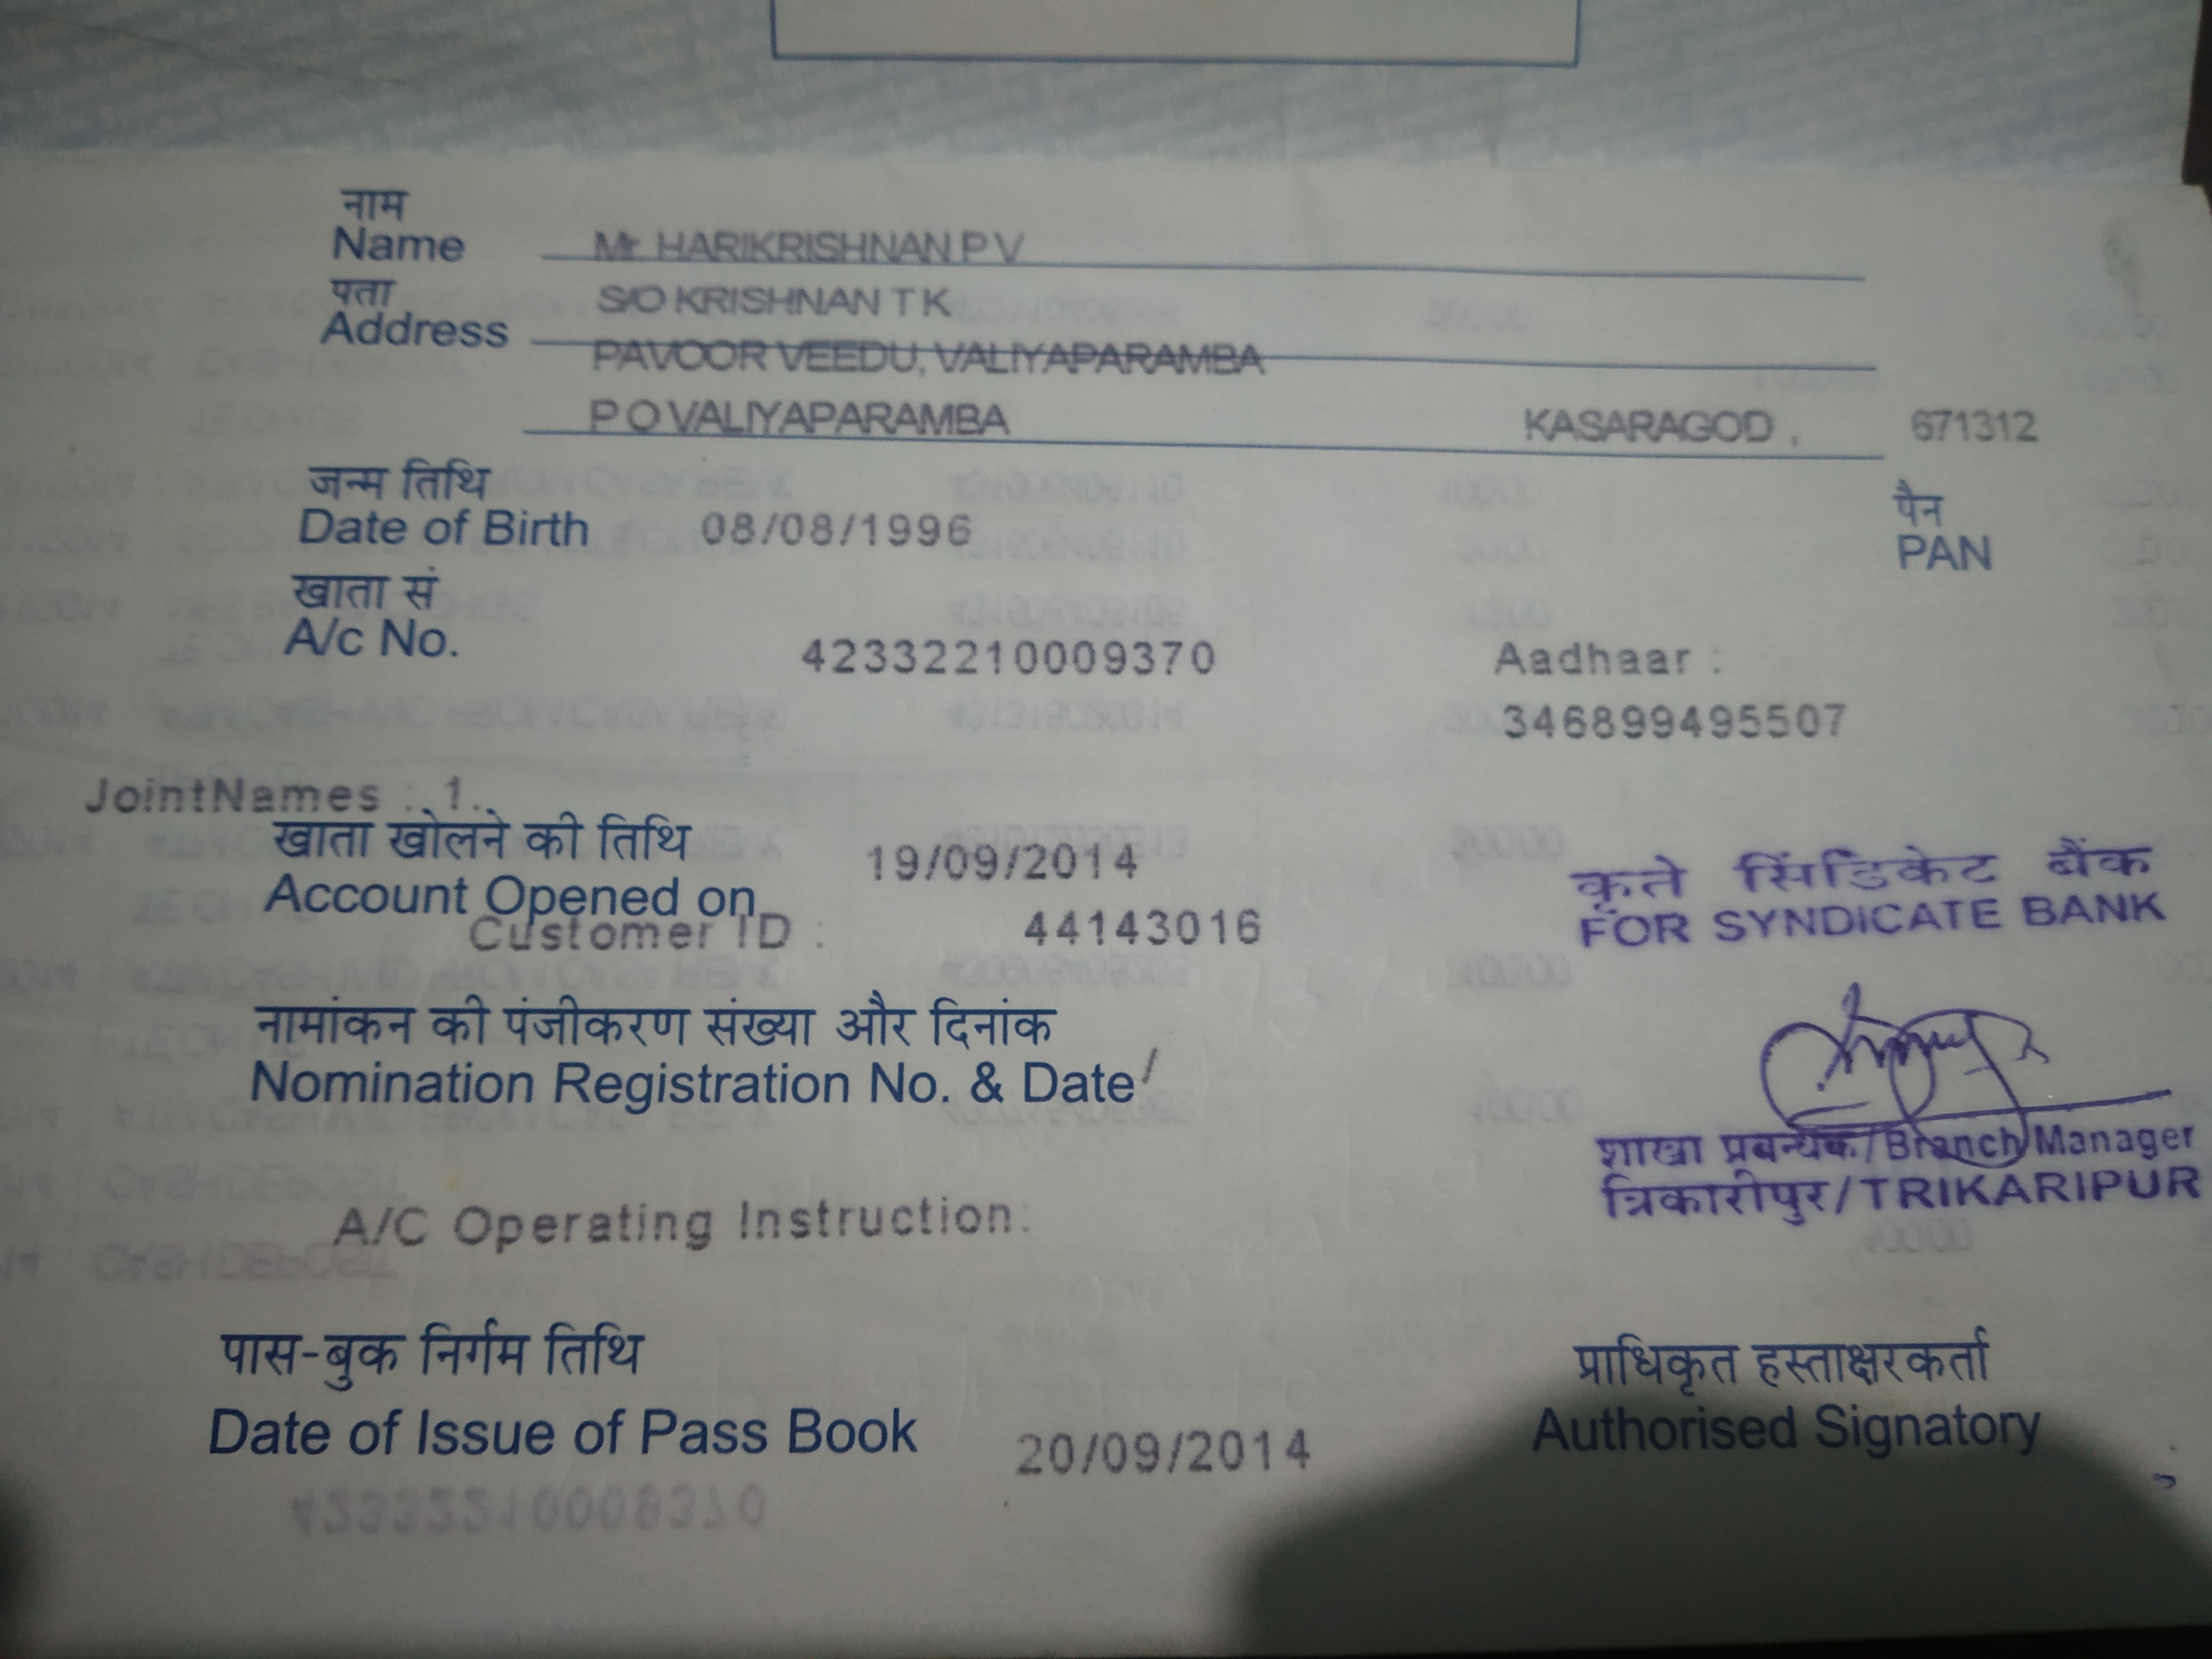 नाम
Name Mr. HARIKRISHNAN P V
पता SO KRISHNAN T K
Address PAVOOR VEEDU, VALIYAPARAMBA
P O VALIYAPARAMBA KASARAGOD . 671312
जन्म तिथि पैन
Date of Birth 08/08/1996 PAN
खाता सं
A/c No. 42332210009370 Aadhaar :
346899495507
JointNames : 1.
खाता खोलने की तिथि
Account Opened on 19/09/2014 कृते सिंडिकेट बैंक
Customer ID : 44143016 FOR SYNDICATE BANK
नामांकन की पंजीकरण संख्या और दिनांक
Nomination Registration No. & Date /
शाखा प्रबन्धक/Branch Manager
A/C Operating Instruction: त्रिकारीपुर/TRIKARIPUR
पास-बुक निर्गम तिथि प्राधिकृत हस्ताक्षरकर्ता
Date of Issue of Pass Book 20/09/2014 Authorised Signatory